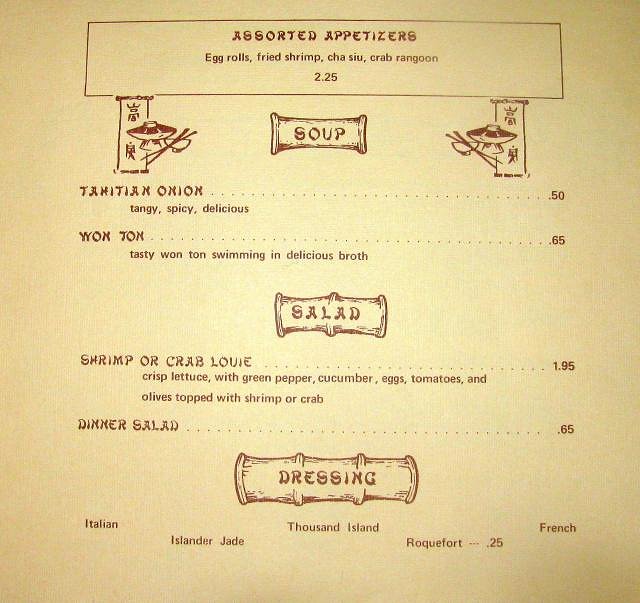 ASSORTED APPETIZERS
Egg rolls, fried shrimp, cha siu, crab rangoon
2.25
SOUP
TAHITIAN ONION . . . . . . . . . . . . . . . . . . . . . . . . . . . . . . . . . . . . . . . .50
tangy, spicy, delicious
WON TON . . . . . . . . . . . . . . . . . . . . . . . . . . . . . . . . . . . . . . . . . . . . . .65
tasty won ton swimming in delicious broth
SALAD
SHRIMP OR CRAB LOUIE . . . . . . . . . . . . . . . . . . . . . . . . . . . . . . . . 1.95
crisp lettuce, with green pepper, cucumber, eggs, tomatoes, and
olives topped with shrimp or crab
DINNER SALAD . . . . . . . . . . . . . . . . . . . . . . . . . . . . . . . . . . . . . . . . .65
DRESSING
Italian Thousand Island French
Islander Jade Roquefort --- .25